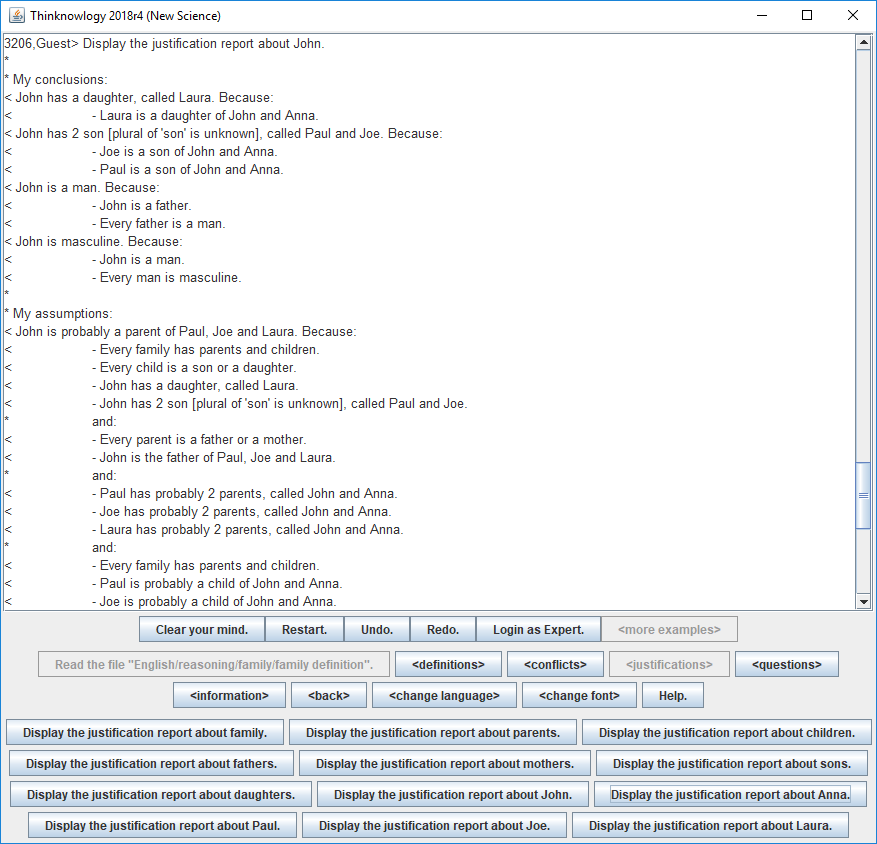 Thinknowlogy 2018r4 (New Science)
3206,Guest> Display the justification report about John.
*
* My conclusions:
< John has a daughter, called Laura. Because:
< - Laura is a daughter of John and Anna.
< John has 2 son [plural of 'son' is unknown], called Paul and Joe. Because:
< - Joe is a son of John and Anna.
< - Paul is a son of John and Anna.
< John is a man. Because:
< - John is a father.
< - Every father is a man.
< John is masculine. Because:
< - John is a man.
< - Every man is masculine.
*
* My assumptions:
< John is probably a parent of Paul, Joe and Laura. Because:
< - Every family has parents and children.
< - Every child is a son or a daughter.
< - John has a daughter, called Laura.
< - John has 2 son [plural of 'son' is unknown], called Paul and Joe.
* and:
< - Every parent is a father or a mother.
< - John is the father of Paul, Joe and Laura.
* and:
< - Paul has probably 2 parents, called John and Anna.
< - Joe has probably 2 parents, called John and Anna.
< - Laura has probably 2 parents, called John and Anna.
* and:
< - Every family has parents and children.
< - Paul is probably a child of John and Anna.
< - Joe is probably a child of John and Anna.
Clear your mind. Restart. Undo. Redo. Login as Expert. <more examples>
Read the file "English/reasoning/family/family definition". <definitions> <conflicts> <justifications> <questions>
<information> <back> <change language> <change font> Help.
Display the justification report about family. Display the justification report about parents. Display the justification report about children.
Display the justification report about fathers. Display the justification report about mothers. Display the justification report about sons.
Display the justification report about daughters. Display the justification report about John. Display the justification report about Anna.
Display the justification report about Paul. Display the justification report about Joe. Display the justification report about Laura.